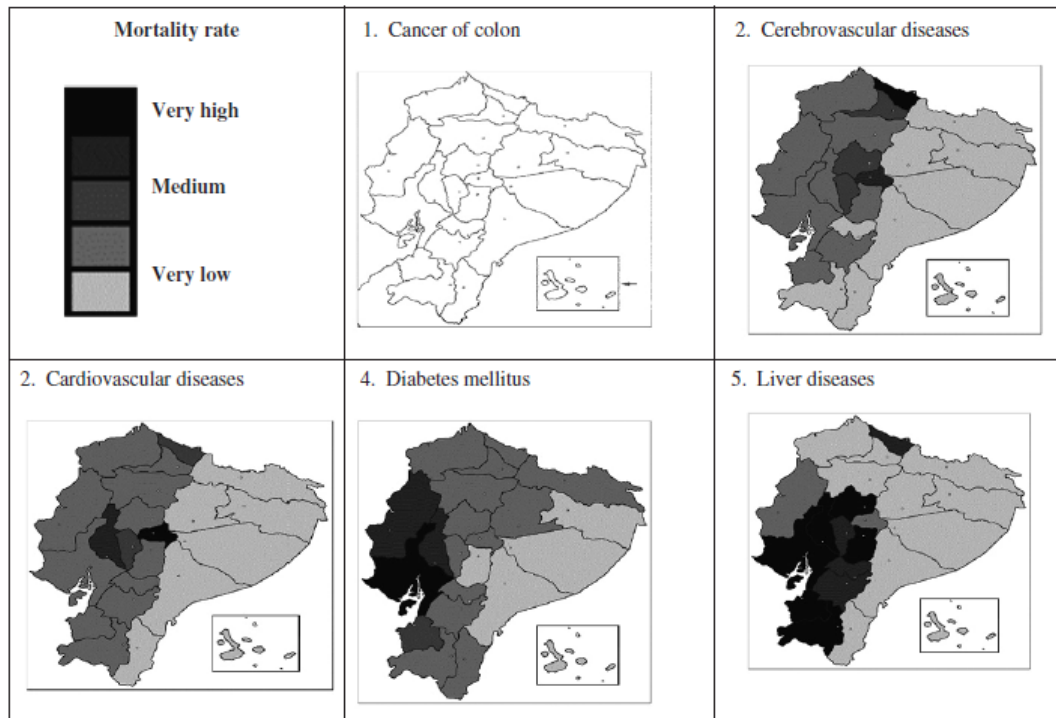 Mortality rate
Very high
Medium
Very low
1. Cancer of colon
2. Cerebrovascular diseases
2. Cardiovascular diseases
4. Diabetes mellitus
5. Liver diseases